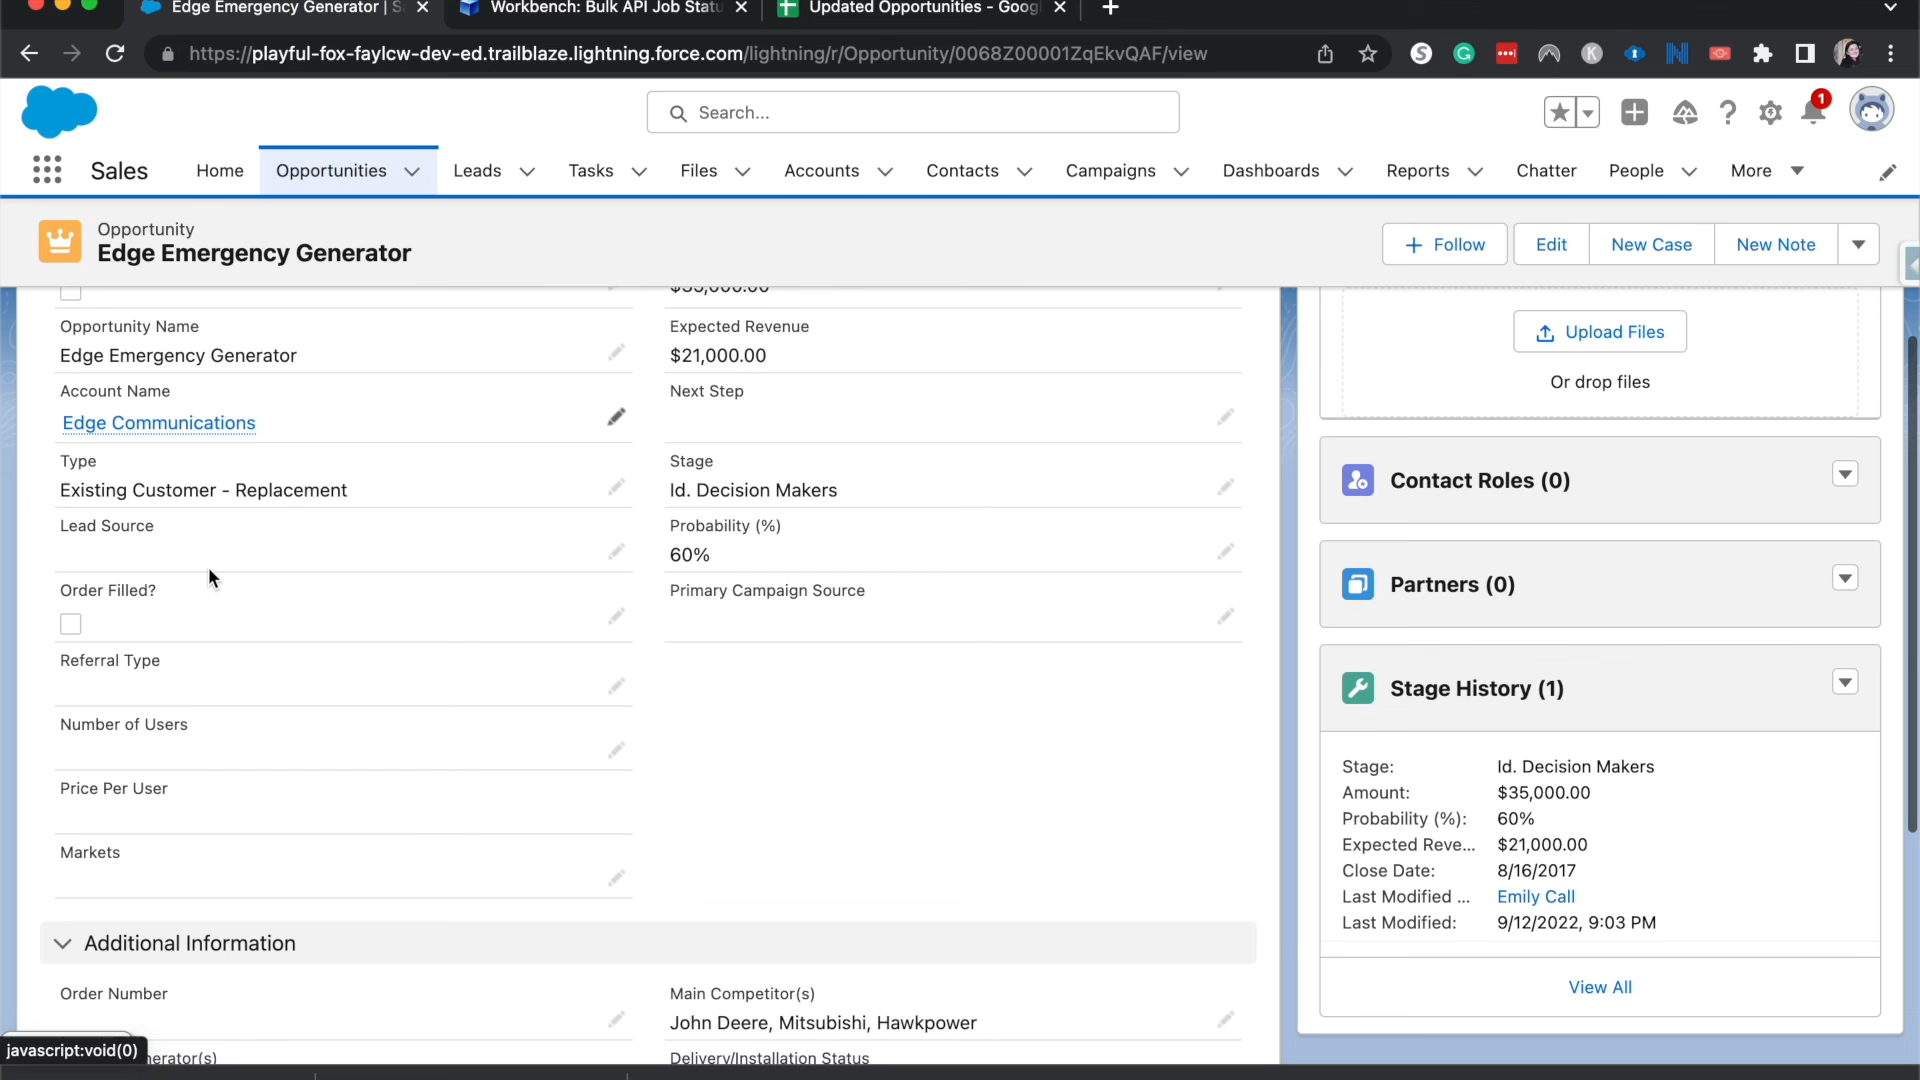 Edge Emergency Generator | S
Workbench: Bulk API Job Statu
Updated Opportunities - Goog
https://playful-fox-faylcw-dev-ed.trailblaze.lightning.force.com/lightning/r/Opportunity/0068Z00001ZqEkvQAF/view
Search...
1
Sales
Home
Opportunities
Leads
Tasks
Files
Accounts
Contacts
Campaigns
Dashboards
Reports
Chatter
People
More
Opportunity
Edge Emergency Generator
+ Follow
Edit
New Case
New Note
$35,000.00
Opportunity Name
Edge Emergency Generator
Expected Revenue
$21,000.00
Account Name
Edge Communications
Next Step
Type
Existing Customer - Replacement
Stage
Id. Decision Makers
Lead Source
Probability (%)
60%
Order Filled?
Primary Campaign Source
Referral Type
Number of Users
Price Per User
Markets
Additional Information
Order Number
Main Competitor(s)
John Deere, Mitsubishi, Hawkpower
erator(s)
Delivery/Installation Status
javascript:void(0)
Upload Files
Or drop files
Contact Roles (0)
Partners (0)
Stage History (1)
Stage: Id. Decision Makers
Amount: $35,000.00
Probability (%): 60%
Expected Reve... $21,000.00
Close Date: 8/16/2017
Last Modified ... Emily Call
Last Modified: 9/12/2022, 9:03 PM
View All